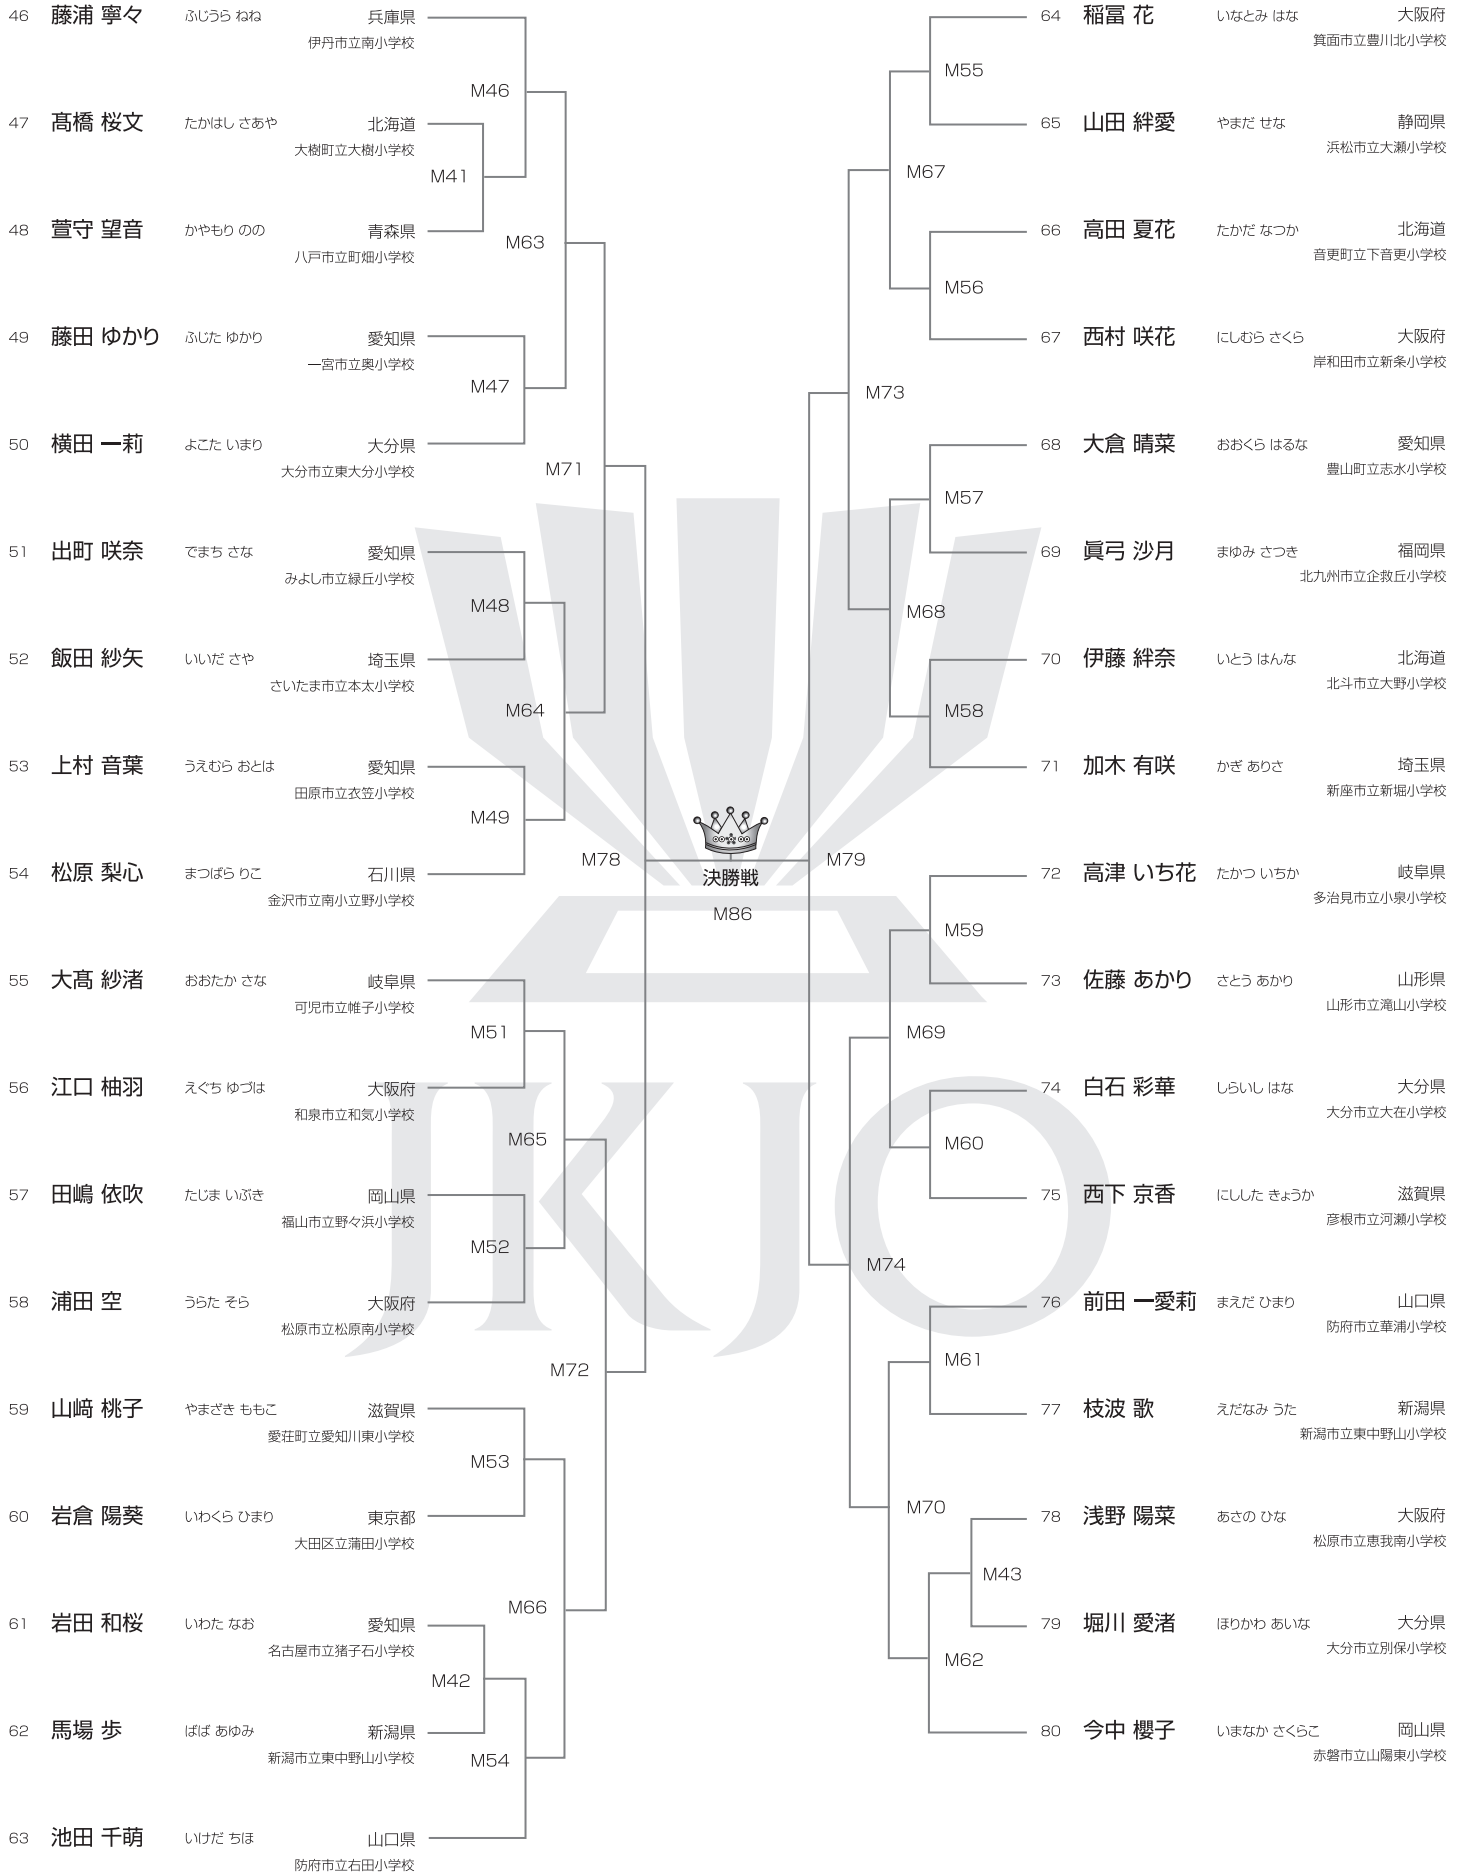 46 藤浦 寧々 ふじうら ねね 兵庫県
伊丹市立南小学校
M46
47 髙橋 桜文 たかはし さあや 北海道
大樹町立大樹小学校
M41
48 萱守 望音 かやもり のの 青森県
八戸市立町畑小学校
M63
49 藤田 ゆかり ふじた ゆかり 愛知県
一宮市立奥小学校
M47
50 横田 一莉 よこた いまり 大分県
大分市立東大分小学校
M71
51 出町 咲奈 でまち さな 愛知県
みよし市立緑丘小学校
M48
52 飯田 紗矢 いいだ さや 埼玉県
さいたま市立本太小学校
M64
53 上村 音葉 うえむら おとは 愛知県
田原市立衣笠小学校
M49
54 松原 梨心 まつばら りこ 石川県
金沢市立南小立野小学校
M78
55 大髙 紗渚 おおたか さな 岐阜県
可児市立帷子小学校
M51
56 江口 柚羽 えぐち ゆづは 大阪府
和泉市立和気小学校
M65
57 田嶋 依吹 たじま いぶき 岡山県
福山市立野々浜小学校
M52
58 浦田 空 うらた そら 大阪府
松原市立松原南小学校
M72
59 山﨑 桃子 やまざき ももこ 滋賀県
愛荘町立愛知川東小学校
M53
60 岩倉 陽葵 いわくら ひまり 東京都
大田区立蒲田小学校
M66
61 岩田 和桜 いわた なお 愛知県
名古屋市立猪子石小学校
M42
62 馬場 歩 ばば あゆみ 新潟県
新潟市立東中野山小学校
M54
63 池田 千萌 いけだ ちほ 山口県
防府市立右田小学校
決勝戦
M86
JKJO
64 稲冨 花 いなとみ はな 大阪府
箕面市立豊川北小学校
M55
65 山田 絆愛 やまだ せな 静岡県
浜松市立大瀬小学校
M67
66 高田 夏花 たかだ なつか 北海道
音更町立下音更小学校
M56
67 西村 咲花 にしむら さくら 大阪府
岸和田市立新条小学校
M73
68 大倉 晴菜 おおくら はるな 愛知県
豊山町立志水小学校
M57
69 眞弓 沙月 まゆみ さつき 福岡県
北九州市立企救丘小学校
M68
70 伊藤 絆奈 いとう はんな 北海道
北斗市立大野小学校
M58
71 加木 有咲 かぎ ありさ 埼玉県
新座市立新堀小学校
M79
72 高津 いち花 たかつ いちか 岐阜県
多治見市立小泉小学校
M59
73 佐藤 あかり さとう あかり 山形県
山形市立滝山小学校
M69
74 白石 彩華 しらいし はな 大分県
大分市立大在小学校
M60
75 西下 京香 にしした きょうか 滋賀県
彦根市立河瀬小学校
M74
76 前田 一愛莉 まえだ ひまり 山口県
防府市立華浦小学校
M61
77 枝波 歌 えだなみ うた 新潟県
新潟市立東中野山小学校
M70
78 浅野 陽菜 あさの ひな 大阪府
松原市立恵我南小学校
M43
79 堀川 愛渚 ほりかわ あいな 大分県
大分市立別保小学校
M62
80 今中 櫻子 いまなか さくらこ 岡山県
赤磐市立山陽東小学校